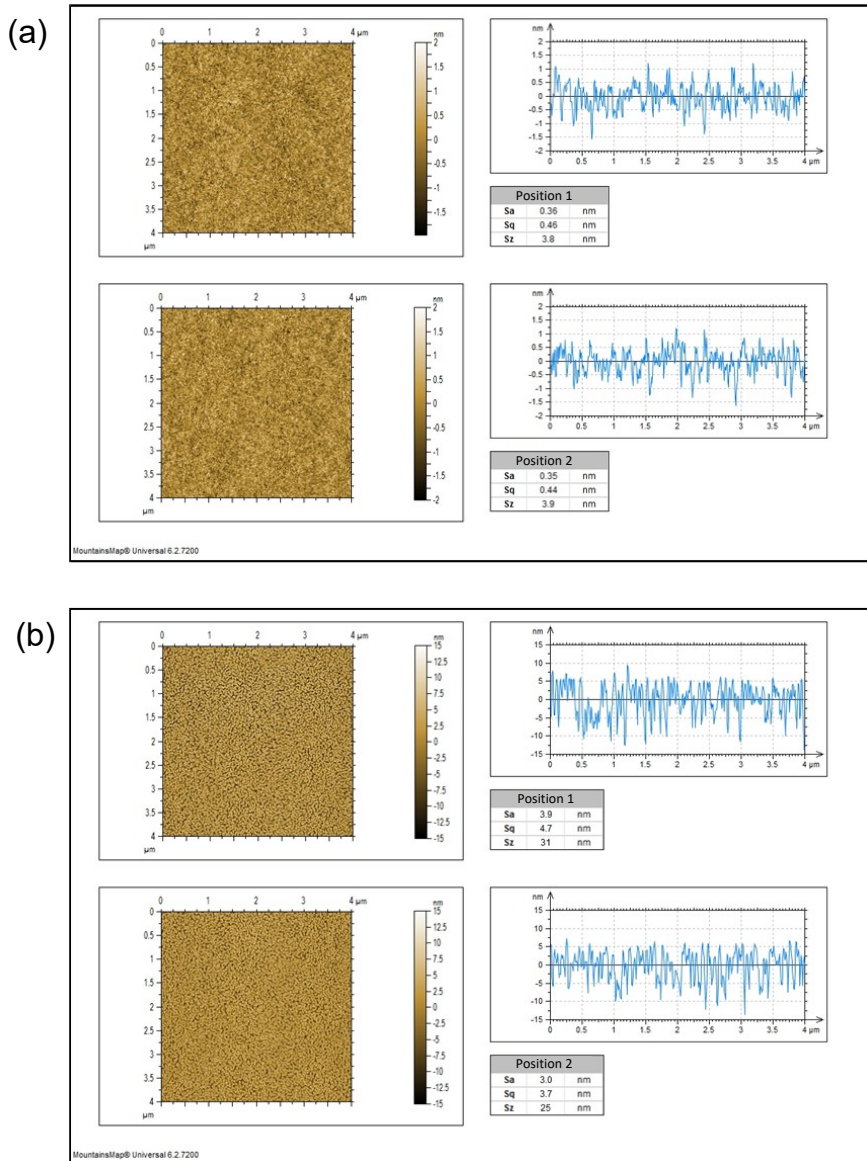 (a)
0 1 2 3 4 µm
0
0.5
1
1.5
2
2.5
3
3.5
4
µm
nm
2
1.5
1
0.5
0
-0.5
-1
-1.5
nm
2
1.5
1
0.5
0
-0.5
-1
-1.5
-2
0 0.5 1 1.5 2 2.5 3 3.5 4 µm
Position 1
Sa 0.36 nm
Sq 0.46 nm
Sz 3.8 nm
0 1 2 3 4 µm
0
0.5
1
1.5
2
2.5
3
3.5
4
µm
nm
2
1.5
1
0.5
0
-0.5
-1
-1.5
-2
nm
2
1.5
1
0.5
0
-0.5
-1
-1.5
-2
0 0.5 1 1.5 2 2.5 3 3.5 4 µm
Position 2
Sa 0.35 nm
Sq 0.44 nm
Sz 3.9 nm
MountainsMap® Universal 6.2.7200
(b)
0 1 2 3 4 µm
0
0.5
1
1.5
2
2.5
3
3.5
4
µm
nm
15
12.5
10
7.5
5
2.5
0
-2.5
-5
-7.5
-10
-12.5
-15
nm
15
10
5
0
-5
-10
-15
0 0.5 1 1.5 2 2.5 3 3.5 4 µm
Position 1
Sa 3.9 nm
Sq 4.7 nm
Sz 31 nm
0 1 2 3 4 µm
0
0.5
1
1.5
2
2.5
3
3.5
4
µm
nm
15
12.5
10
7.5
5
2.5
0
-2.5
-5
-7.5
-10
-12.5
-15
nm
15
10
5
0
-5
-10
-15
0 0.5 1 1.5 2 2.5 3 3.5 4 µm
Position 2
Sa 3.0 nm
Sq 3.7 nm
Sz 25 nm
MountainsMap® Universal 6.2.7200